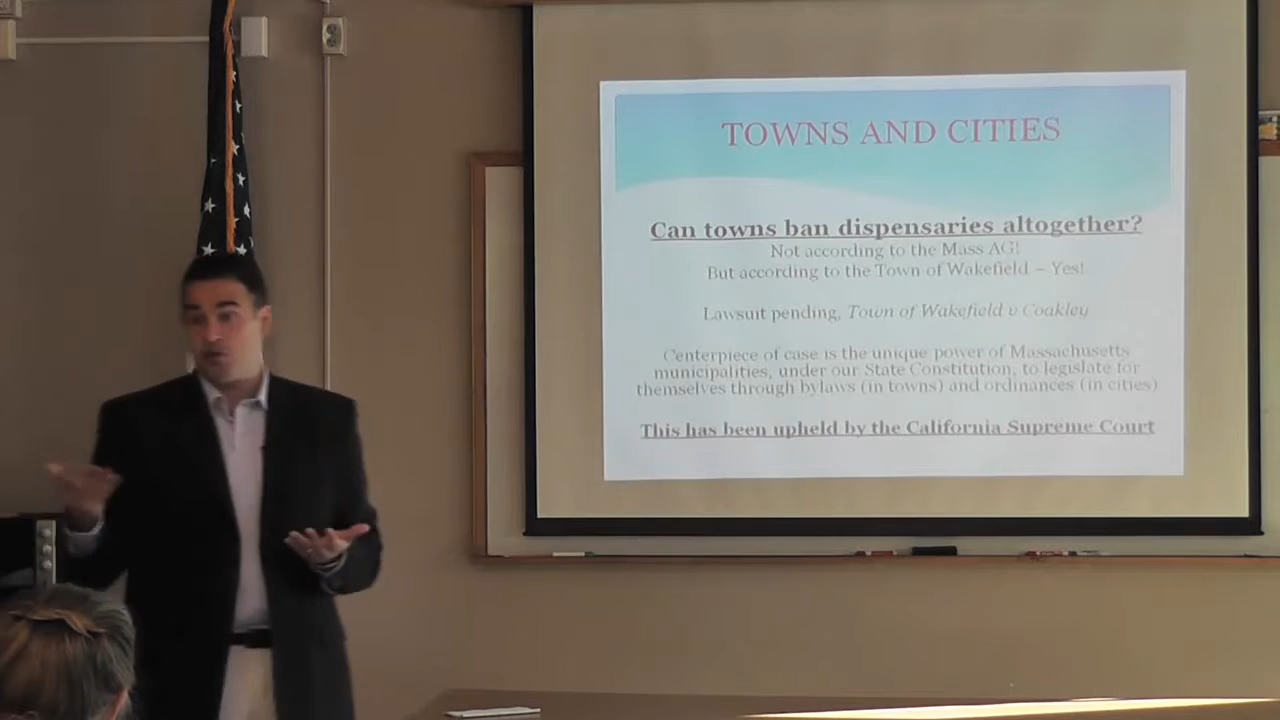 TOWNS AND CITIES
Can towns ban dispensaries altogether?
Not according to the Mass AG!
But according to the Town of Wakefield – Yes!
Lawsuit pending, Town of Wakefield v Coakley
Centerpiece of case is the unique power of Massachusetts
municipalities, under our State Constitution, to legislate for
themselves through bylaws (in towns) and ordinances (in cities)
This has been upheld by the California Supreme Court